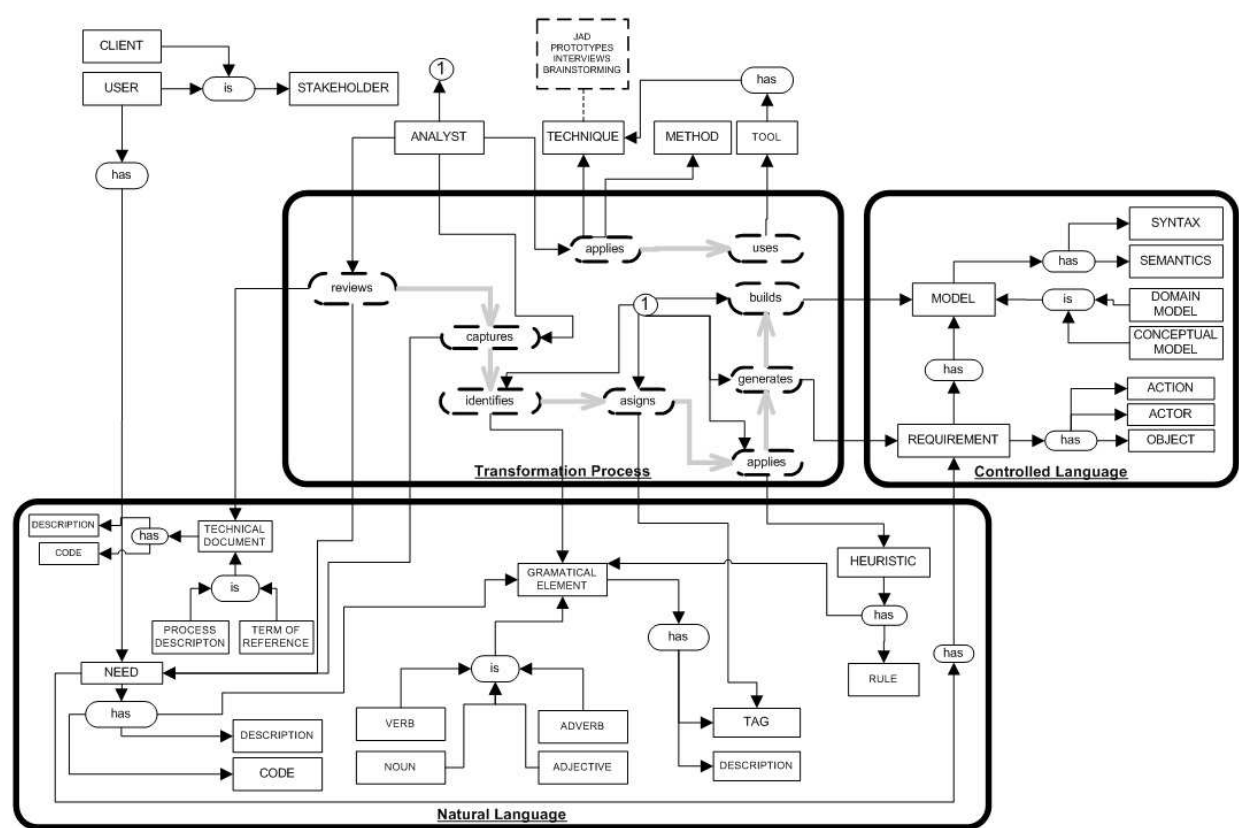 CLIENT
USER
is
STAKEHOLDER
has
1
ANALYST
JAD
PROTOTYPES
INTERVIEWS
BRAINSTORMING
TECHNIQUE
METHOD
has
TOOL
applies
uses
reviews
captures
identifies
asigns
1
builds
generates
applies
Transformation Process
SYNTAX
has
SEMANTICS
MODEL
is
DOMAIN
MODEL
CONCEPTUAL
MODEL
has
ACTION
ACTOR
REQUIREMENT
has
OBJECT
Controlled Language
DESCRIPTION
CODE
has
TECHNICAL
DOCUMENT
is
PROCESS
DESCRIPTON
TERM OF
REFERENCE
NEED
has
DESCRIPTION
CODE
GRAMATICAL
ELEMENT
is
VERB
ADVERB
NOUN
ADJECTIVE
has
TAG
DESCRIPTION
HEURISTIC
has
RULE
has
Natural Language